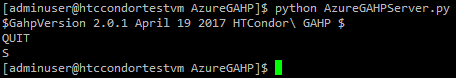 [adminuser@htccondortestvm AzureGAHP]$ python AzureGAHPServer.py
$GahpVersion 2.0.1 April 19 2017 HTCondor\ GAHP $
QUIT
S
[adminuser@htccondortestvm AzureGAHP]$